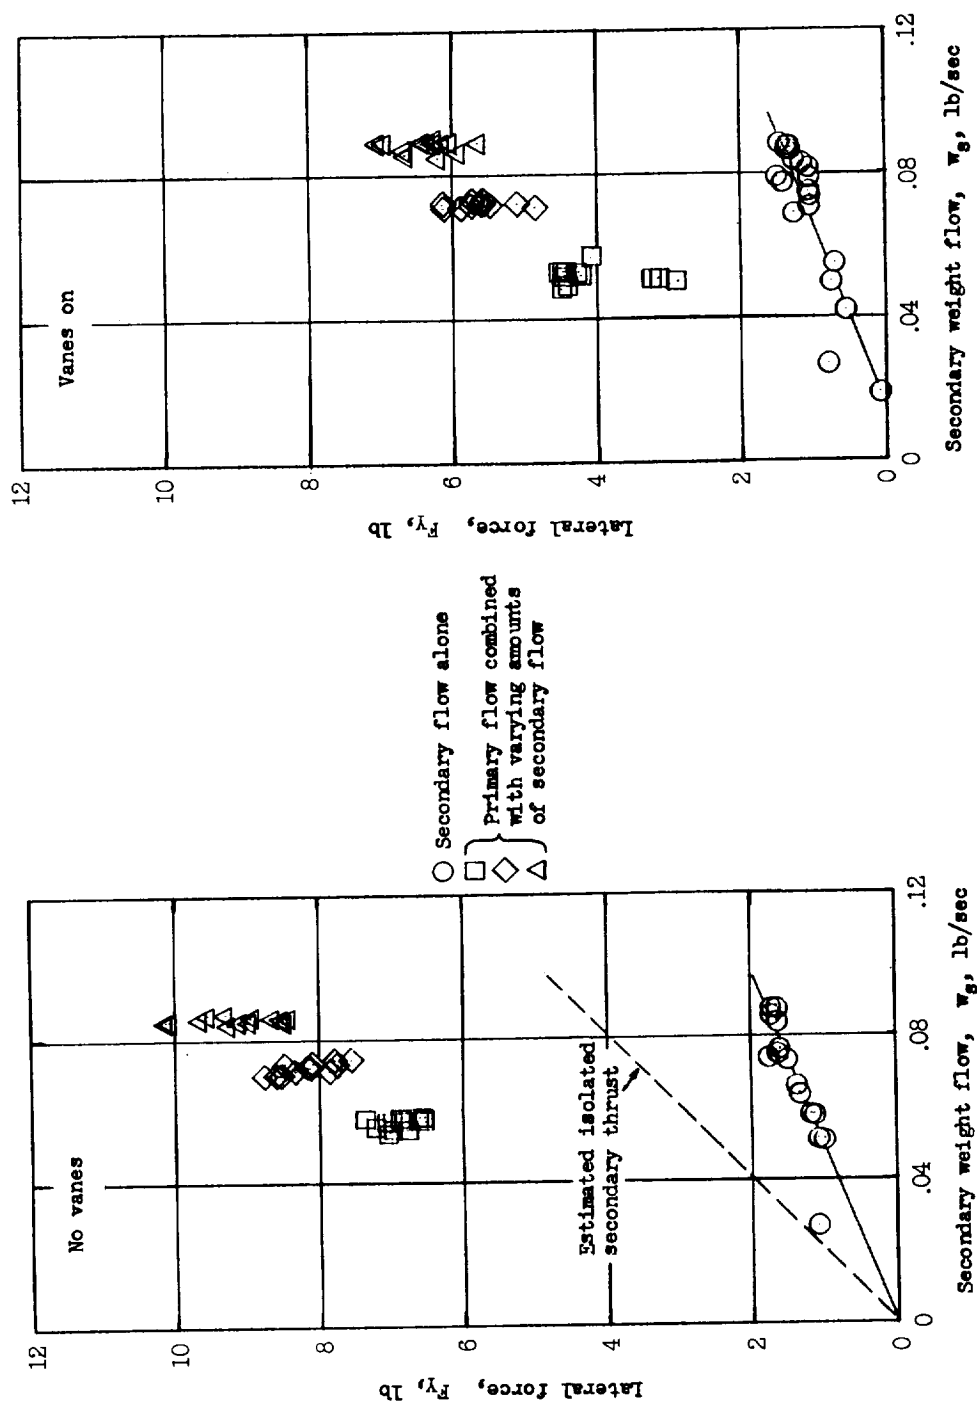 12
10
8
6
4
2
0
Lateral force, Fy, lb
No vanes
Estimated isolated
secondary thrust
0
.04
.08
.12
Secondary weight flow, ws, lb/sec
Secondary flow alone
Primary flow combined
with varying amounts
of secondary flow
12
10
8
6
4
2
0
Lateral force, Fy, lb
Vanes on
0
.04
.08
.12
Secondary weight flow, ws, lb/sec